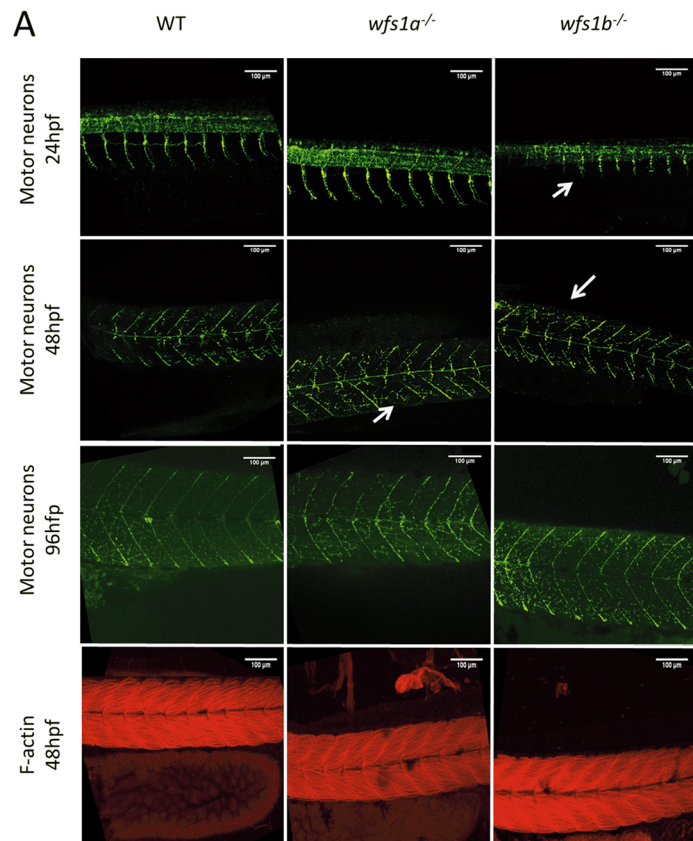 A
WT
wfs1a-/-
wfs1b-/-
Motor neurons
24hpf
100 µm
100 µm
100 µm
Motor neurons
48hpf
100 µm
100 µm
100 µm
Motor neurons
96hfp
100 µm
100 µm
100 µm
F-actin
48hpf
100 µm
100 µm
100 µm